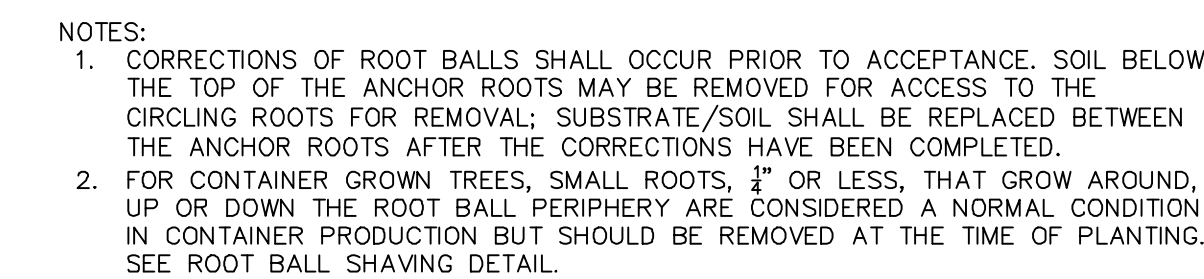 NOTES:
1. CORRECTIONS OF ROOT BALLS SHALL OCCUR PRIOR TO ACCEPTANCE. SOIL BELOW
THE TOP OF THE ANCHOR ROOTS MAY BE REMOVED FOR ACCESS TO THE
CIRCLING ROOTS FOR REMOVAL; SUBSTRATE/SOIL SHALL BE REPLACED BETWEEN
THE ANCHOR ROOTS AFTER THE CORRECTIONS HAVE BEEN COMPLETED.
2. FOR CONTAINER GROWN TREES, SMALL ROOTS, ¼" OR LESS, THAT GROW AROUND,
UP OR DOWN THE ROOT BALL PERIPHERY ARE CONSIDERED A NORMAL CONDITION
IN CONTAINER PRODUCTION BUT SHOULD BE REMOVED AT THE TIME OF PLANTING.
SEE ROOT BALL SHAVING DETAIL.